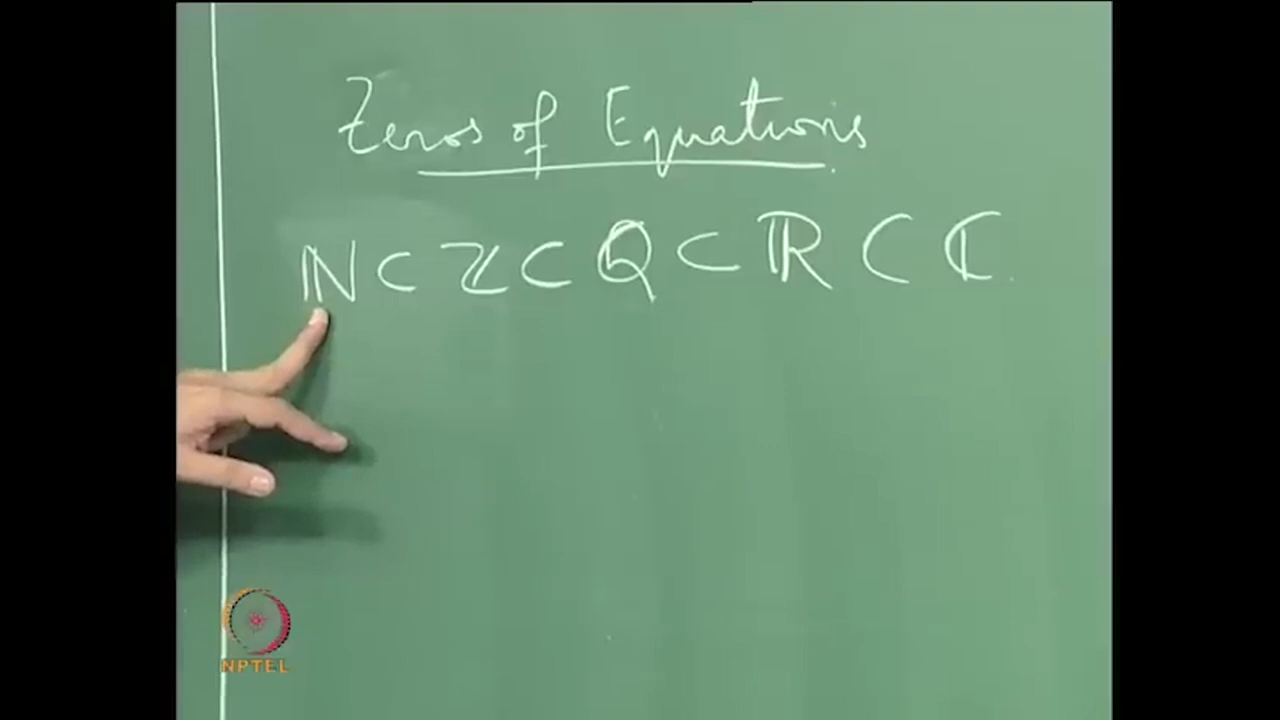 Zeros of Equations
ℕ ⊂ ℤ ⊂ ℚ ⊂ ℝ ⊂ ℂ
NPTEL